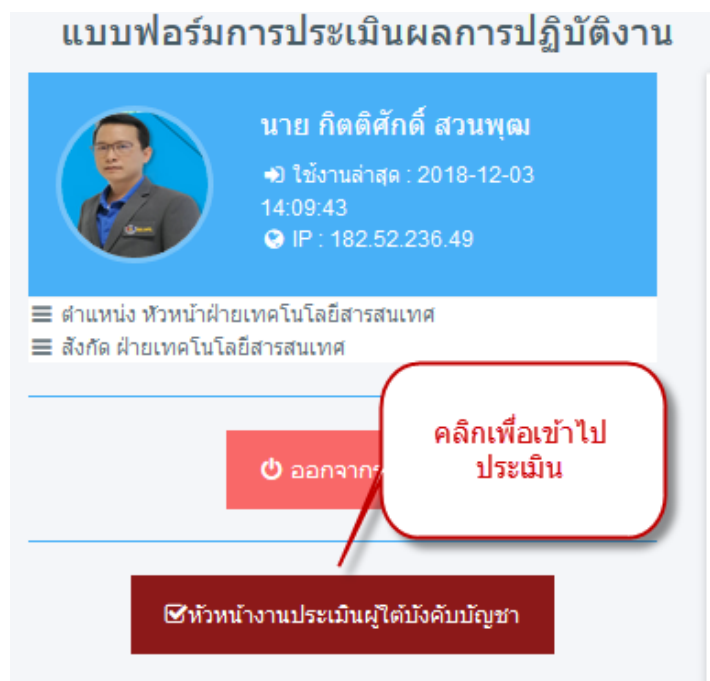 แบบฟอร์มการประเมินผลการปฏิบัติงาน
นาย กิตติศักดิ์ สวนพุฒ
ใช้งานล่าสุด : 2018-12-03
14:09:43
IP : 182.52.236.49
ตำแหน่ง หัวหน้าฝ่ายเทคโนโลยีสารสนเทศ
สังกัด ฝ่ายเทคโนโลยีสารสนเทศ
คลิกเพื่อเข้าไป
ประเมิน
ออกจาก
หัวหน้างานประเมินผู้ใต้บังคับบัญชา